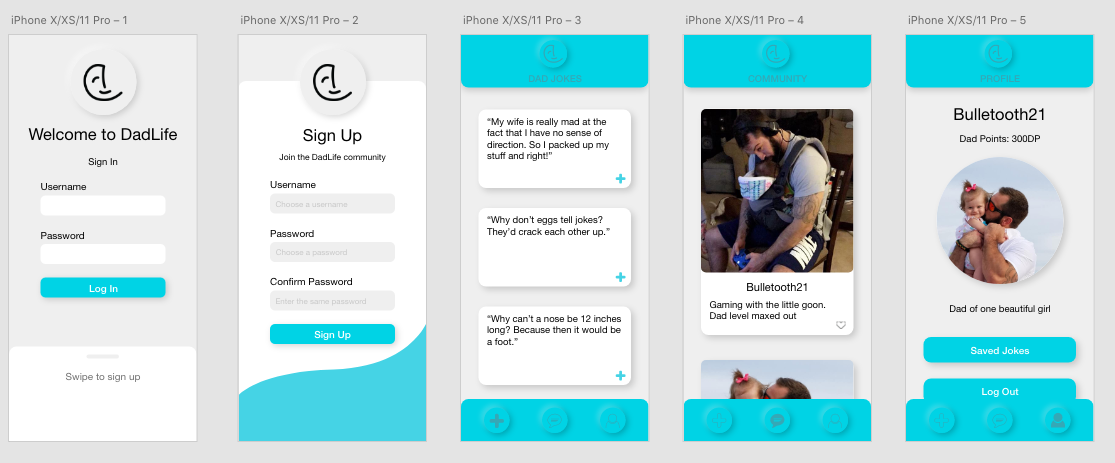 iPhone X/XS/11 Pro – 1
Welcome to DadLife
Sign In
Username
Password
Log In
Swipe to sign up
iPhone X/XS/11 Pro – 2
Sign Up
Join the DadLife community
Username
Choose a username
Password
Choose a password
Confirm Password
Enter the same password
Sign Up
iPhone X/XS/11 Pro – 3
DAD JOKES
“My wife is really mad at the
fact that I have no sense of
direction. So I packed up my
stuff and right!”
“Why don’t eggs tell jokes?
They’d crack each other up.”
“Why can’t a nose be 12 inches
long? Because then it would be
a foot.”
iPhone X/XS/11 Pro – 4
COMMUNITY
Bulletooth21
Gaming with the little goon.
Dad level maxed out
iPhone X/XS/11 Pro – 5
PROFILE
Bulletooth21
Dad Points: 300DP
Dad of one beautiful girl
Saved Jokes
Log Out